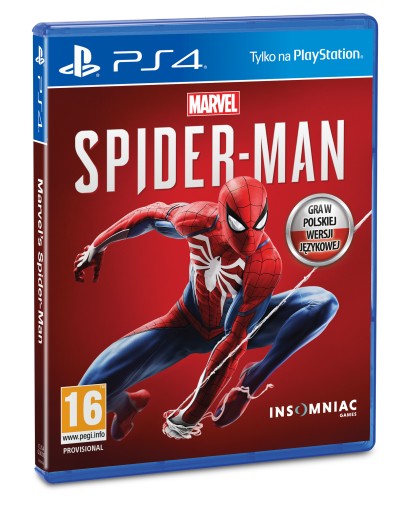 PS4
Tylko na PlayStation®
MARVEL
SPIDER-MAN
GRA W
POLSKIEJ
WERSJI
JĘZYKOWEJ
16
www.pegi.info
PROVISIONAL
INSOMNIAC
GAMES
PS4
Marvel's Spider-Man